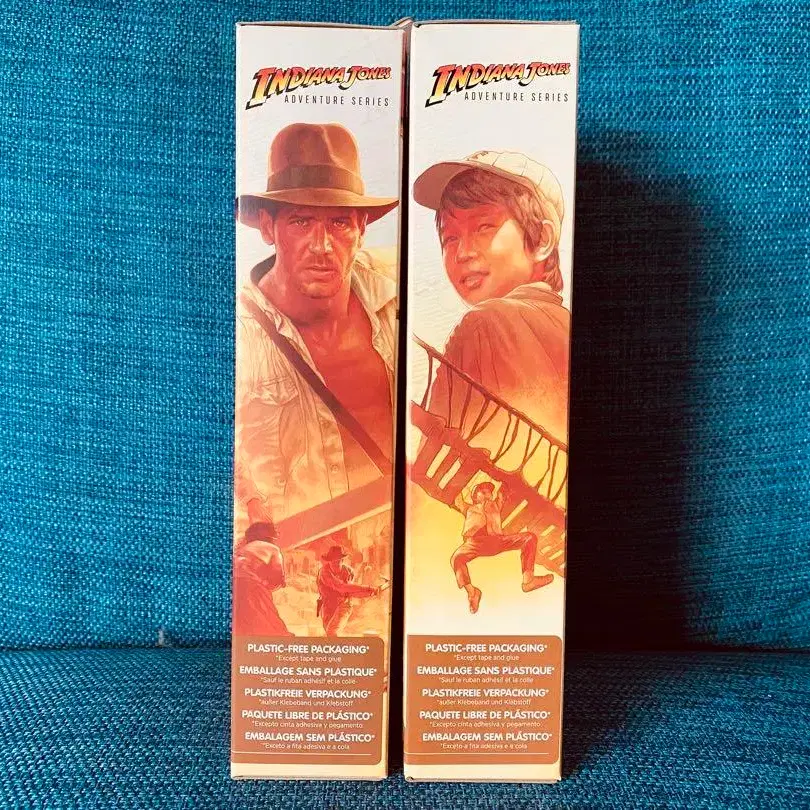 INDIANA JONES
ADVENTURE SERIES
PLASTIC-FREE PACKAGING*
*Except tape and glue
EMBALLAGE SANS PLASTIQUE*
*Sauf le ruban adhésif et la colle
PLASTIKFREIE VERPACKUNG*
*außer Klebeband und Klebstoff
PAQUETE LIBRE DE PLÁSTICO*
*Excepto cinta adhesiva y pegamento
EMBALAGEM SEM PLÁSTICO*
*Exceto a fita adesiva e a cola
INDIANA JONES
ADVENTURE SERIES
PLASTIC-FREE PACKAGING*
*Except tape and glue
EMBALLAGE SANS PLASTIQUE*
*Sauf le ruban adhésif et la colle
PLASTIKFREIE VERPACKUNG*
*außer Klebeband und Klebstoff
PAQUETE LIBRE DE PLÁSTICO*
*Excepto cinta adhesiva y pegamento
EMBALAGEM SEM PLÁSTICO*
*Exceto a fita adesiva e a cola